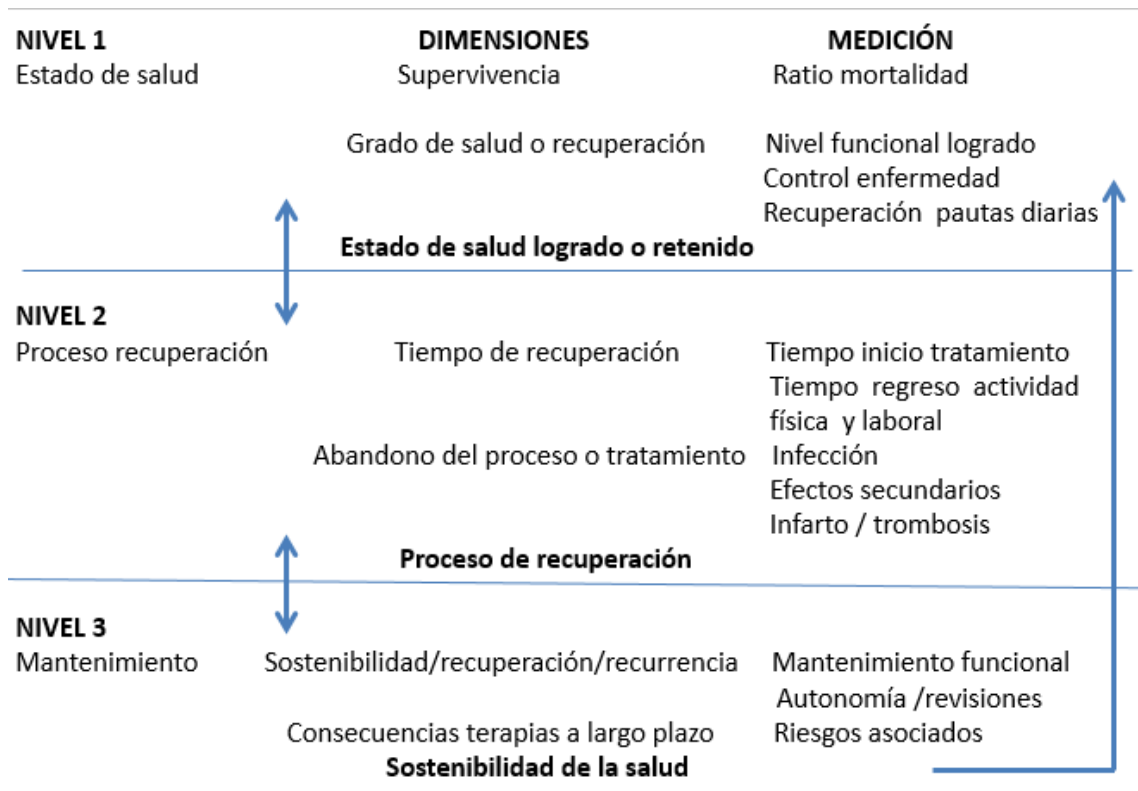 NIVEL 1 DIMENSIONES MEDICIÓN
Estado de salud Supervivencia Ratio mortalidad
Grado de salud o recuperación Nivel funcional logrado
Control enfermedad
Recuperación pautas diarias
Estado de salud logrado o retenido
NIVEL 2
Proceso recuperación Tiempo de recuperación Tiempo inicio tratamiento
Tiempo regreso actividad
física y laboral
Abandono del proceso o tratamiento Infección
Efectos secundarios
Infarto / trombosis
Proceso de recuperación
NIVEL 3
Mantenimiento Sostenibilidad/recuperación/recurrencia Mantenimiento funcional
Autonomía /revisiones
Consecuencias terapias a largo plazo Riesgos asociados
Sostenibilidad de la salud